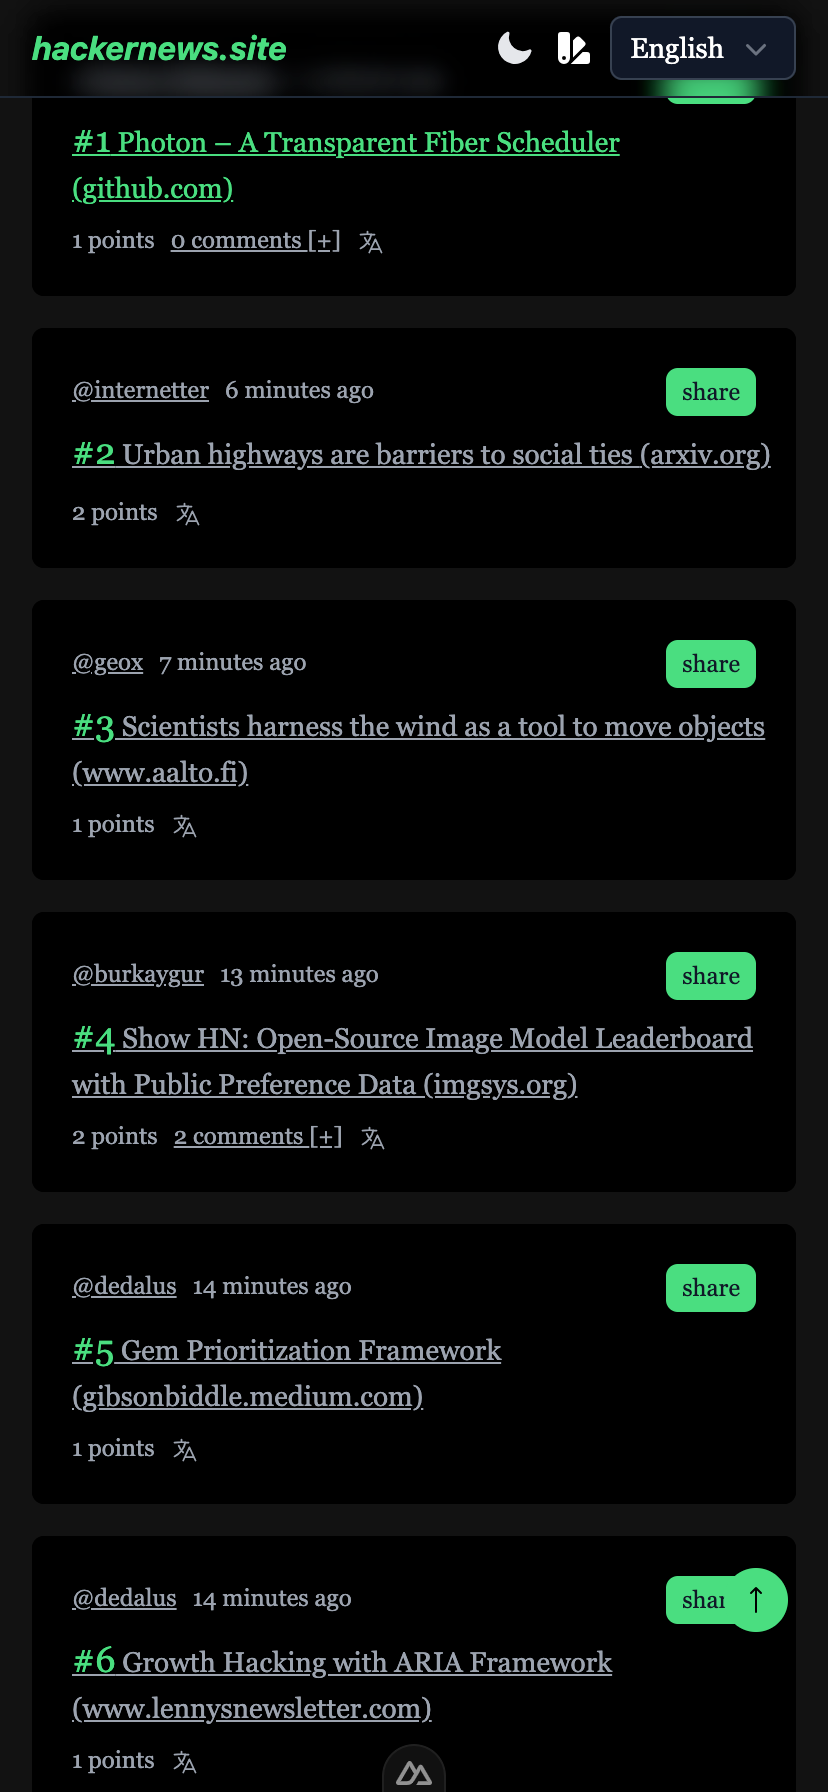 hackernews.site
English
#1 Photon – A Transparent Fiber Scheduler
(github.com)
1 points 0 comments [+]
@internetter 6 minutes ago
share
#2 Urban highways are barriers to social ties (arxiv.org)
2 points
@geox 7 minutes ago
share
#3 Scientists harness the wind as a tool to move objects
(www.aalto.fi)
1 points
@burkaygur 13 minutes ago
share
#4 Show HN: Open-Source Image Model Leaderboard
with Public Preference Data (imgsys.org)
2 points 2 comments [+]
@dedalus 14 minutes ago
share
#5 Gem Prioritization Framework
(gibsonbiddle.medium.com)
1 points
@dedalus 14 minutes ago
shar
#6 Growth Hacking with ARIA Framework
(www.lennysnewsletter.com)
1 points